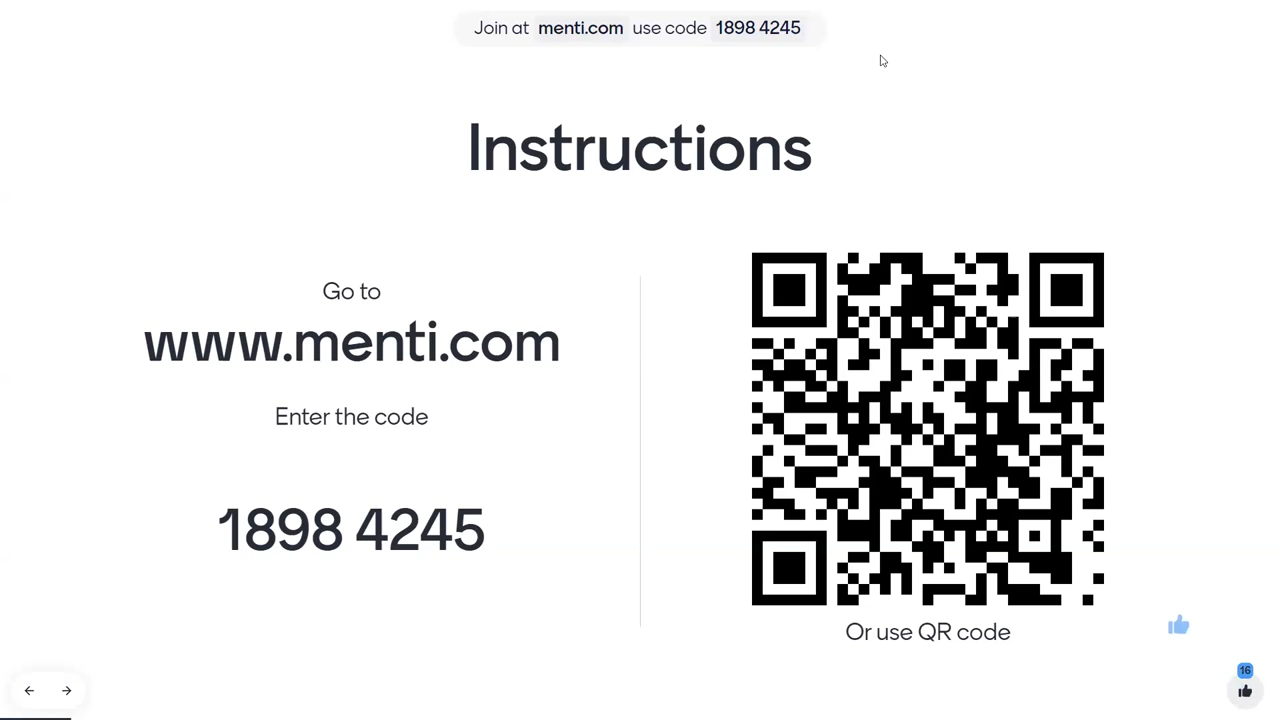 Join at menti.com use code 1898 4245
Instructions
Go to
www.menti.com
Enter the code
1898 4245
Or use QR code
16